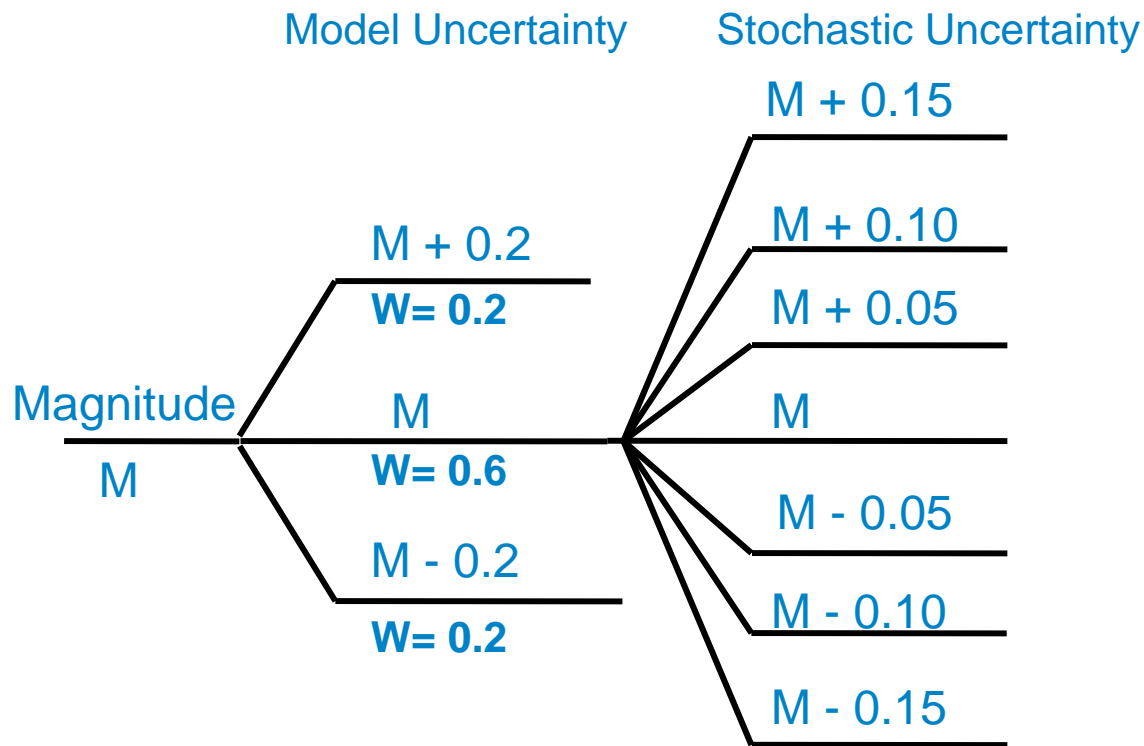 Model Uncertainty
Stochastic Uncertainty
Magnitude
M
M + 0.2
W= 0.2
M
W= 0.6
M - 0.2
W= 0.2
M + 0.15
M + 0.10
M + 0.05
M
M - 0.05
M - 0.10
M - 0.15